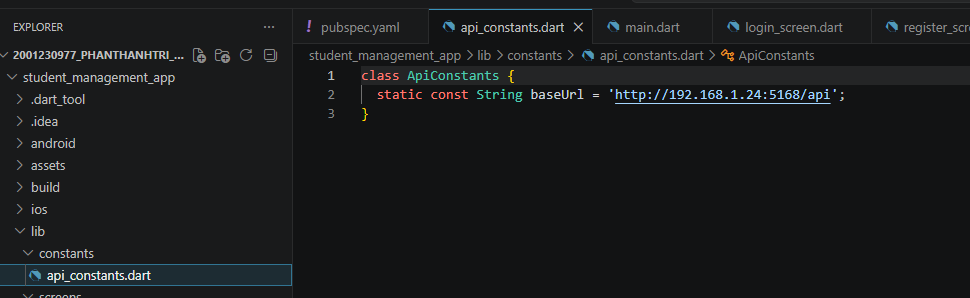 EXPLORER
pubspec.yaml
api_constants.dart
main.dart
login_screen.dart
register_scre
2001230977_PHANTHANHTRI_...
student_management_app > lib > constants > api_constants.dart > ApiConstants
student_management_app
1 class ApiConstants {
.dart_tool
2 static const String baseUrl = 'http://192.168.1.24:5168/api';
.idea
3 }
android
assets
build
ios
lib
constants
api_constants.dart
screens